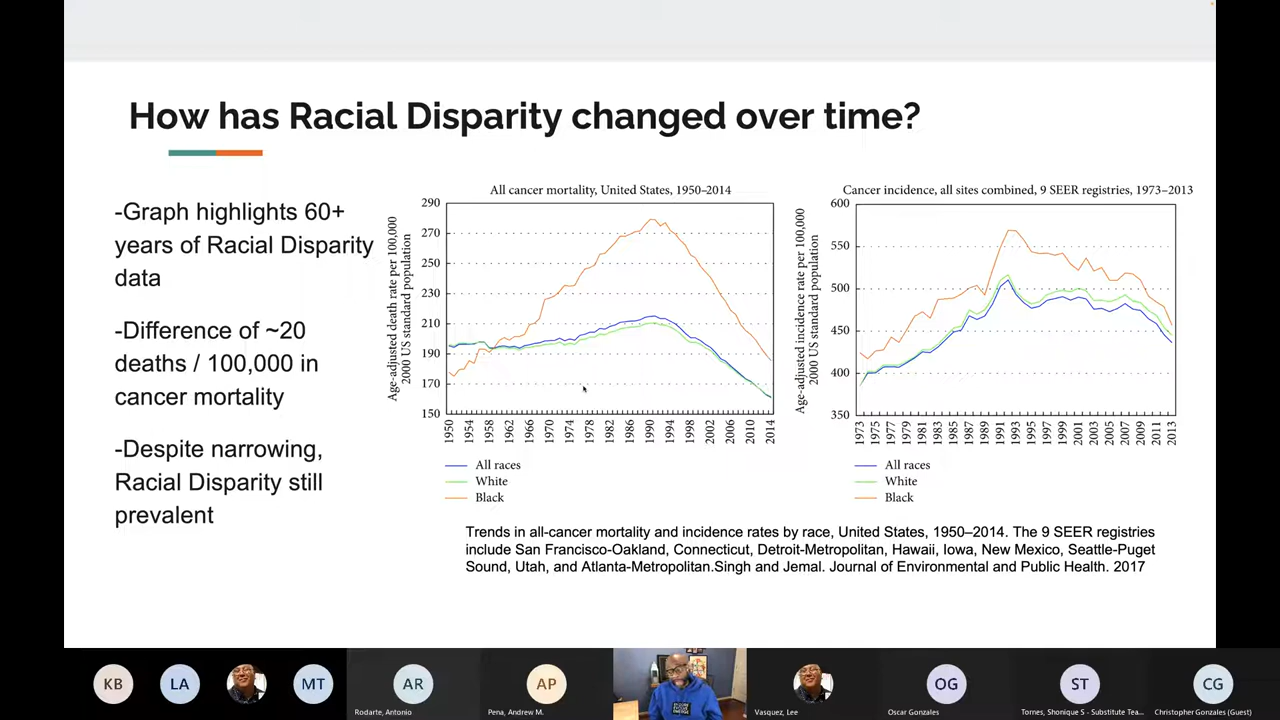 How has Racial Disparity changed over time?
-Graph highlights 60+
years of Racial Disparity
data
-Difference of ~20
deaths / 100,000 in
cancer mortality
-Despite narrowing,
Racial Disparity still
prevalent
All cancer mortality, United States, 1950–2014
Age-adjusted death rate per 100,000
2000 US standard population
290
270
250
230
210
190
170
150
1950
1954
1958
1962
1966
1970
1974
1978
1982
1986
1990
1994
1998
2002
2006
2010
2014
All races
White
Black
Cancer incidence, all sites combined, 9 SEER registries, 1973–2013
Age-adjusted incidence rate per 100,000
2000 US standard population
600
550
500
450
400
350
1973
1975
1977
1979
1981
1983
1985
1987
1989
1991
1993
1995
1997
1999
2001
2003
2005
2007
2009
2011
2013
All races
White
Black
Trends in all-cancer mortality and incidence rates by race, United States, 1950–2014. The 9 SEER registries
include San Francisco-Oakland, Connecticut, Detroit-Metropolitan, Hawaii, Iowa, New Mexico, Seattle-Puget
Sound, Utah, and Atlanta-Metropolitan.Singh and Jemal. Journal of Environmental and Public Health. 2017
KB
LA
MT
AR
Rodarte, Antonio
AP
Pena, Andrew M.
Vasquez, Lee
OG
Oscar Gonzales
ST
Torres, Shonique S - Substitute Tea...
CG
Christopher Gonzales (Guest)